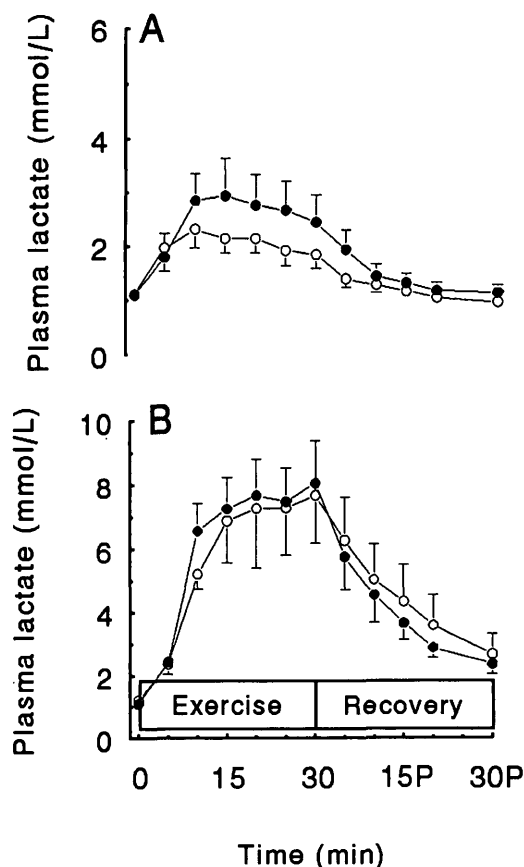 A
Plasma lactate (mmol/L)
6
4
2
0
B
Plasma lactate (mmol/L)
10
8
6
4
2
0
Exercise
Recovery
0 15 30 15P 30P
Time (min)